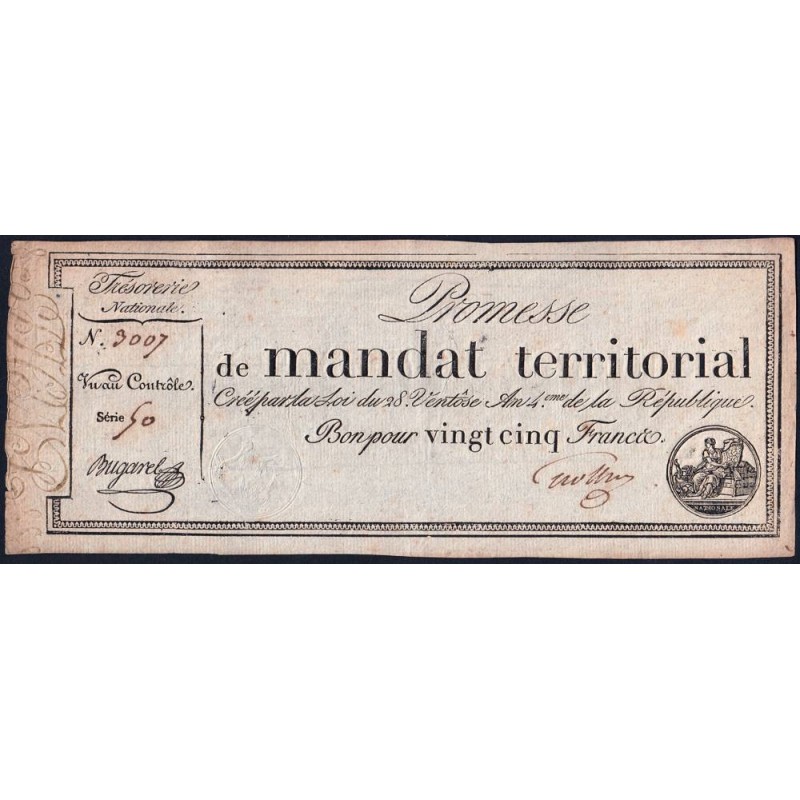 Trésorerie
Nationale.
N. 3007
Vu au Contrôle.
Série 50
Bugarel
Promesse
de mandat territorial
Créé par la Loi du 28. Ventôse An 4.eme de la République.
Bon pour vingt cinq Francs.
NATIONALE